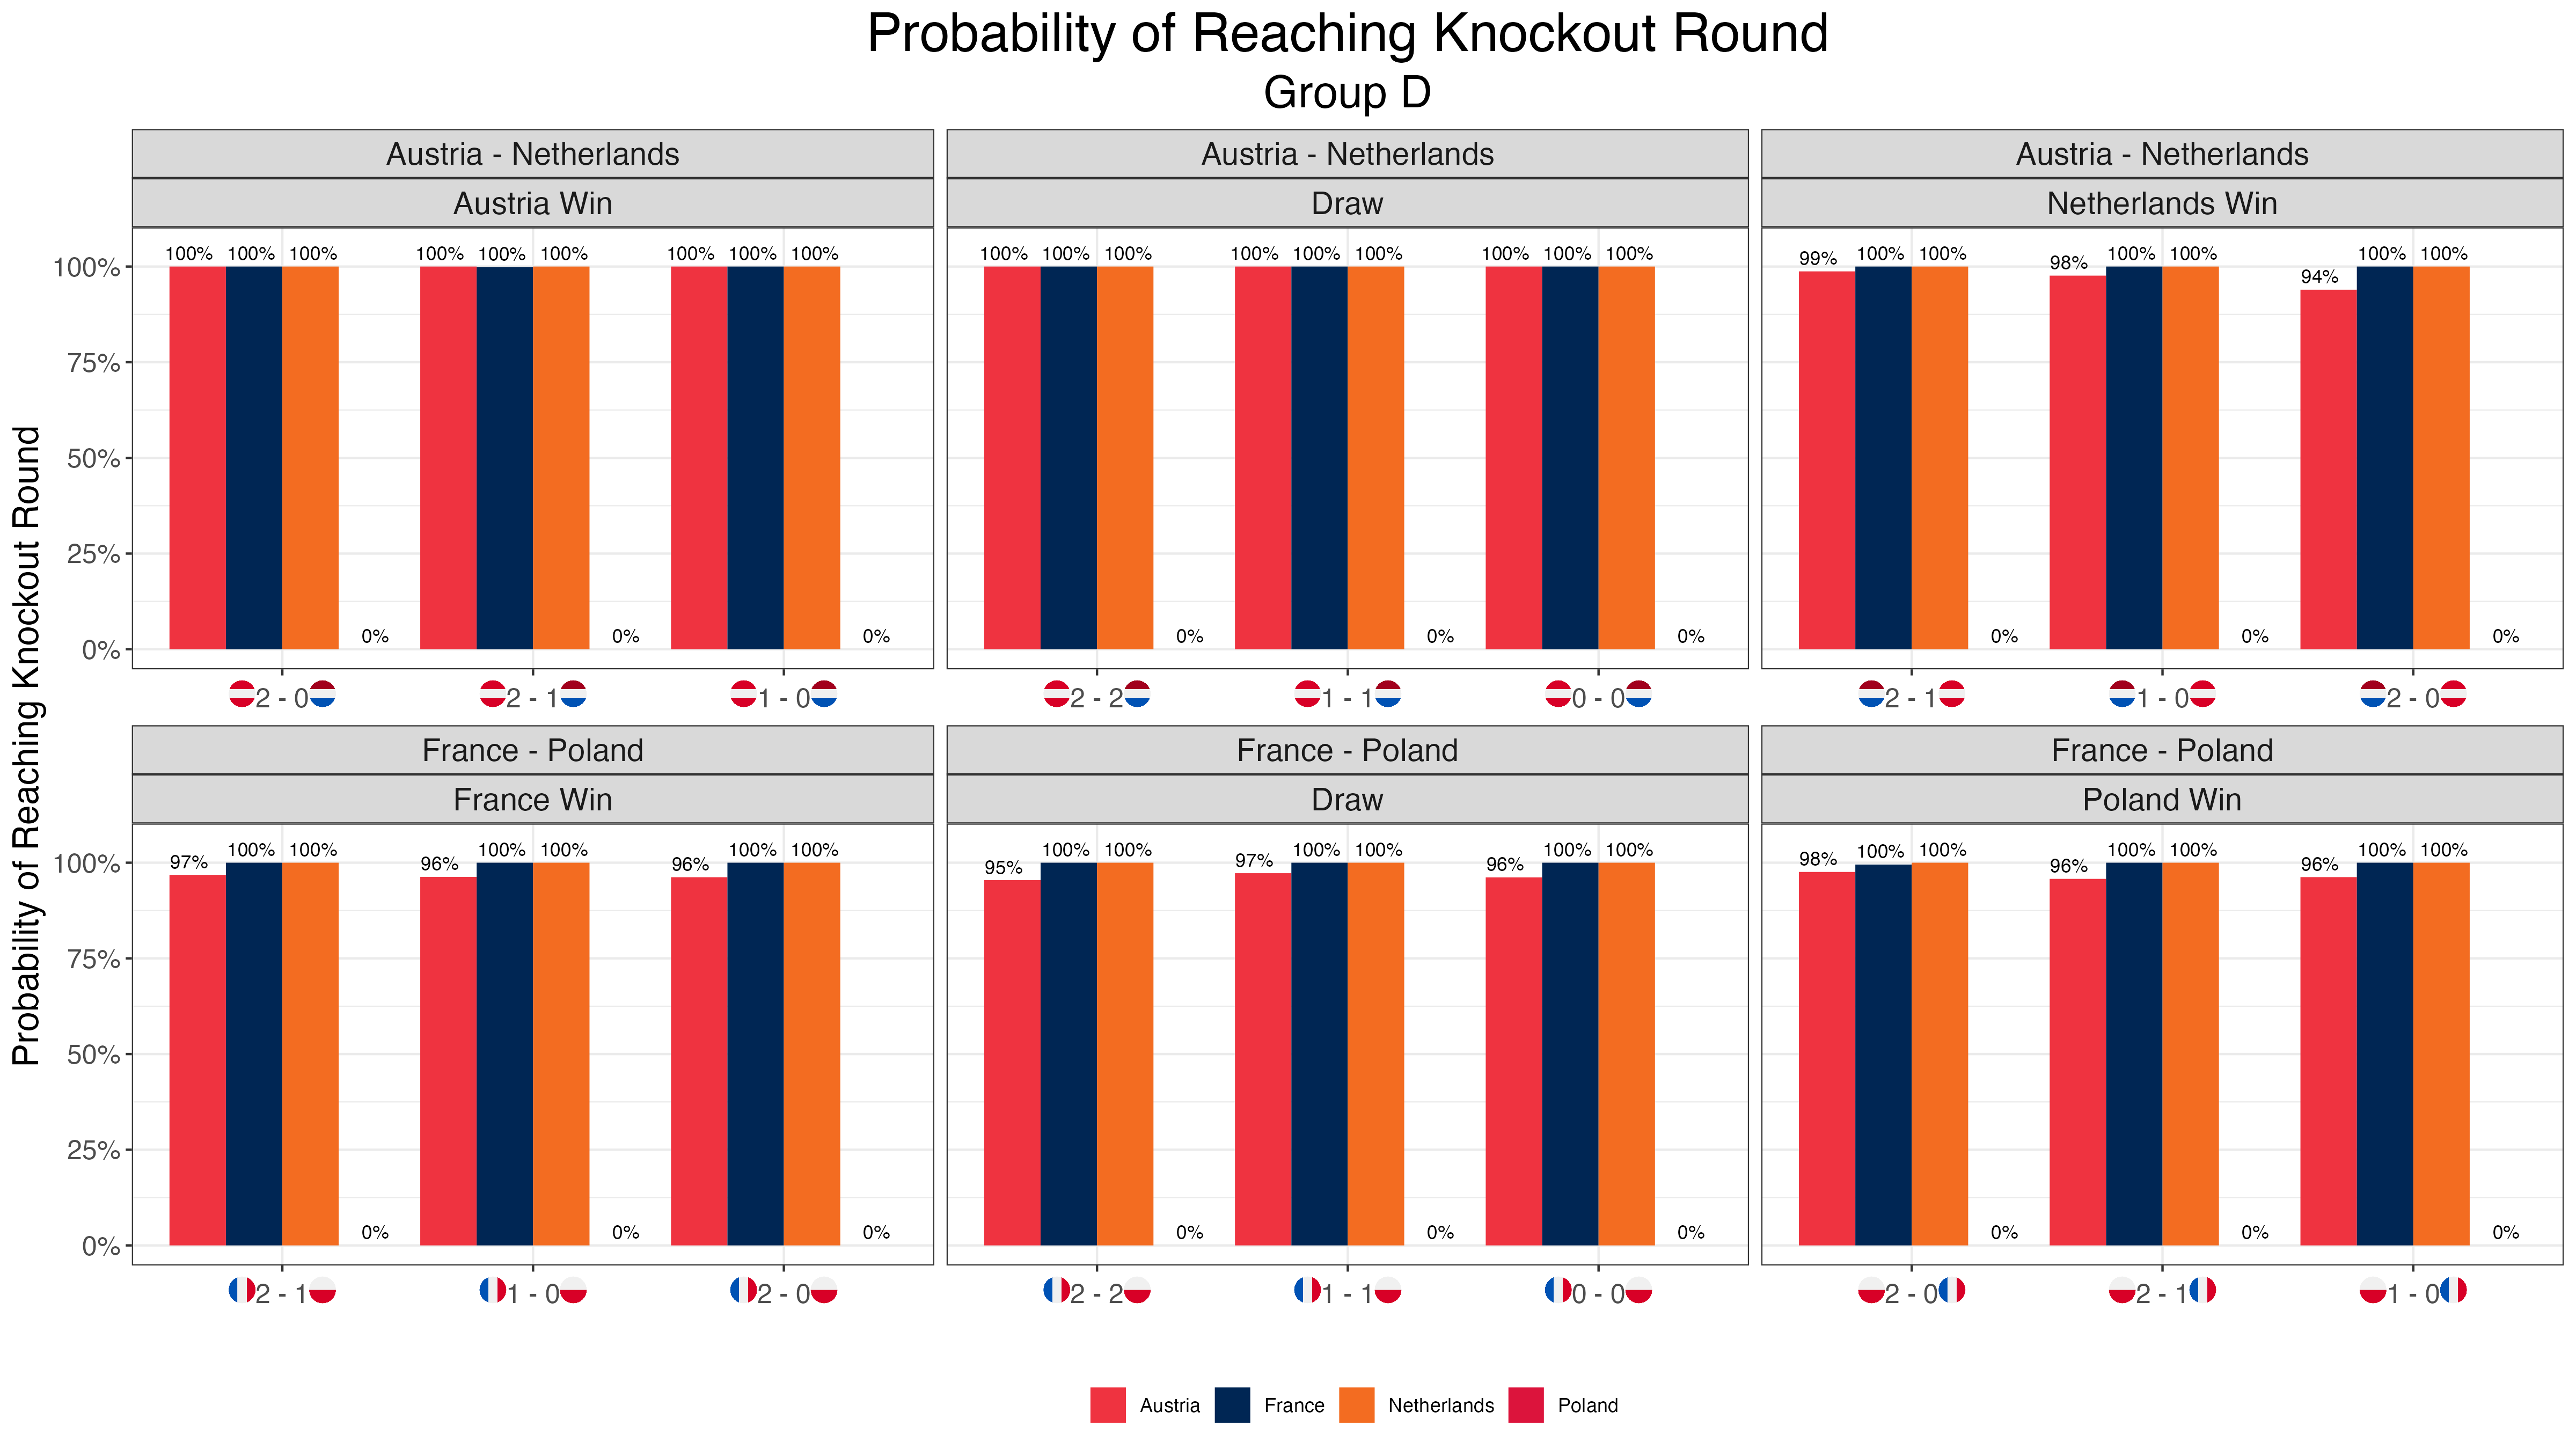 Probability of Reaching Knockout Round
Group D
Austria - Netherlands
Austria Win
Austria - Netherlands
Draw
Austria - Netherlands
Netherlands Win
Probability of Reaching Knockout Round
100%
75%
50%
25%
0%
100% 100% 100% 0% 100% 100% 100% 0% 100% 100% 100% 0%
100% 100% 100% 0% 100% 100% 100% 0% 100% 100% 100% 0%
99% 100% 100% 0% 98% 100% 100% 0% 94% 100% 100% 0%
2 - 0 2 - 1 1 - 0
2 - 2 1 - 1 0 - 0
2 - 1 1 - 0 2 - 0
France - Poland
France Win
France - Poland
Draw
France - Poland
Poland Win
100%
75%
50%
25%
0%
97% 100% 100% 0% 96% 100% 100% 0% 96% 100% 100% 0%
95% 100% 100% 0% 97% 100% 100% 0% 96% 100% 100% 0%
98% 100% 100% 0% 96% 100% 100% 0% 96% 100% 100% 0%
2 - 1 1 - 0 2 - 0
2 - 2 1 - 1 0 - 0
2 - 0 2 - 1 1 - 0
Austria France Netherlands Poland